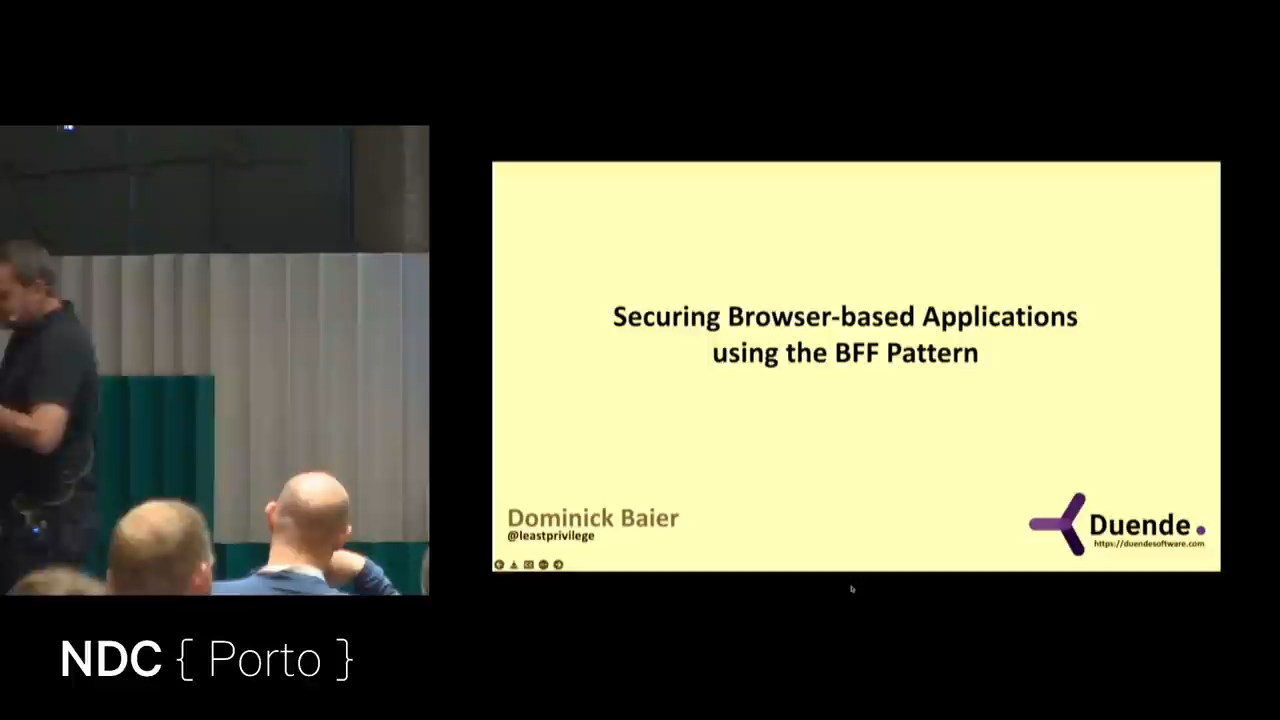 Securing Browser-based Applications
using the BFF Pattern
Dominick Baier
@leastprivilege
Duende.
https://duendesoftware.com
NDC { Porto }